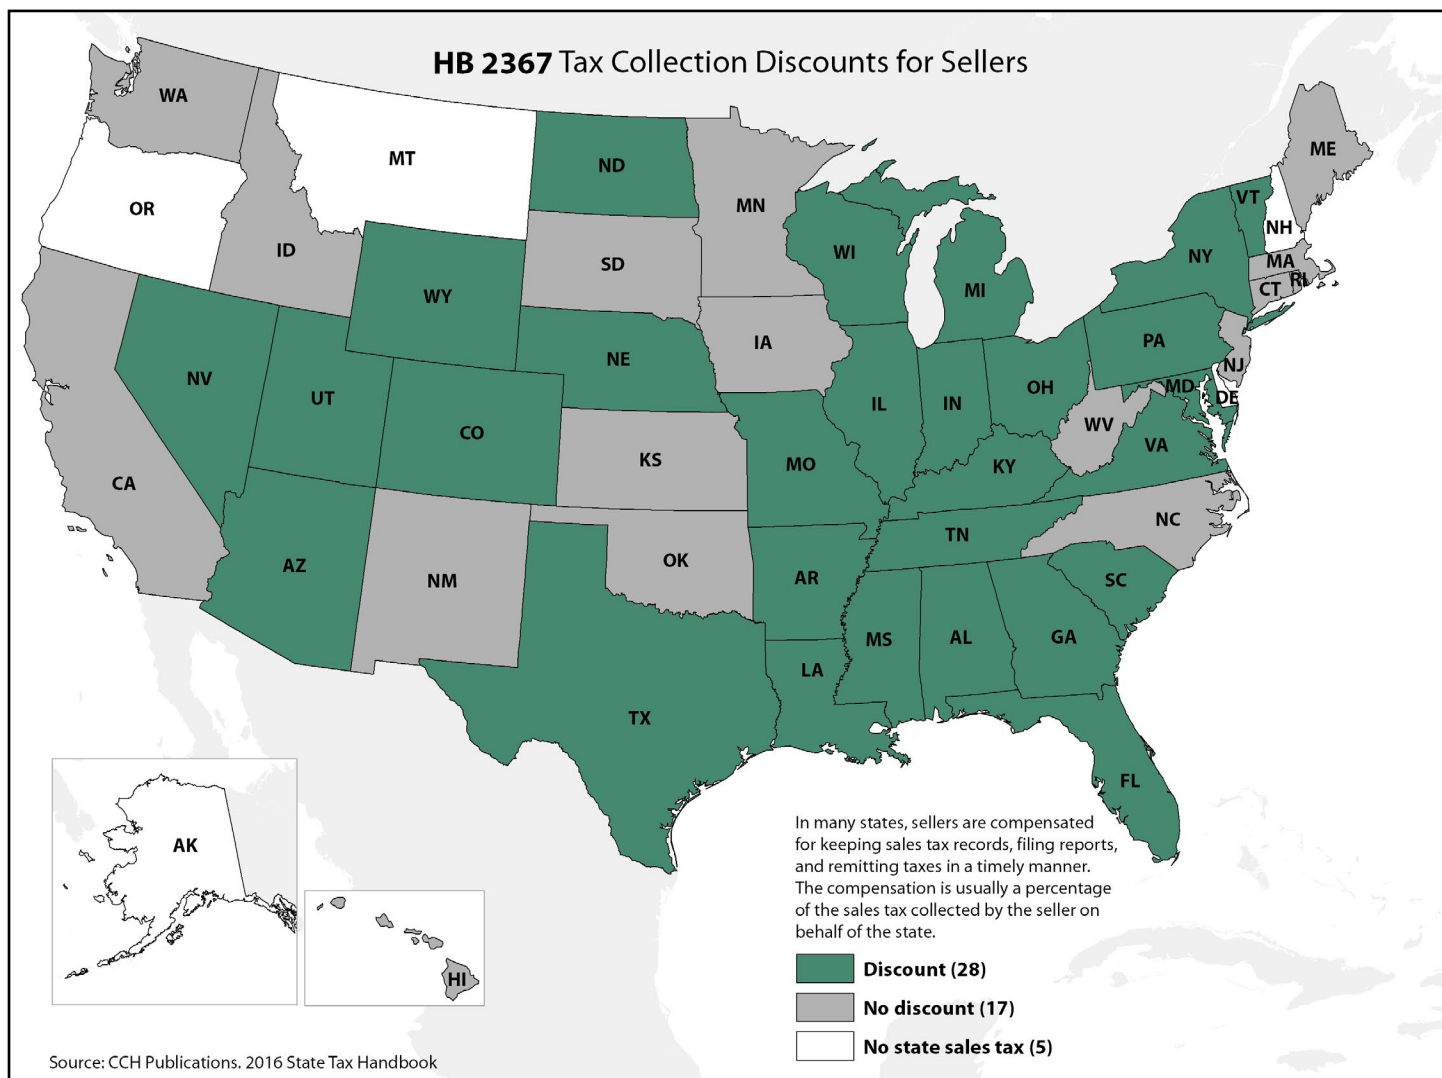 HB 2367 Tax Collection Discounts for Sellers
WA
MT
ND
MN
ME
OR
ID
SD
WI
MI
NY
VT
NH
MA
RI
CT
WY
IA
NE
PA
NJ
NV
UT
CO
IL
IN
OH
MD
DE
WV
VA
CA
KS
MO
KY
NC
AZ
NM
OK
AR
TN
SC
MS
AL
GA
LA
TX
FL
AK
HI
In many states, sellers are compensated
for keeping sales tax records, filing reports,
and remitting taxes in a timely manner.
The compensation is usually a percentage
of the sales tax collected by the seller on
behalf of the state.
Discount (28)
No discount (17)
No state sales tax (5)
Source: CCH Publications. 2016 State Tax Handbook